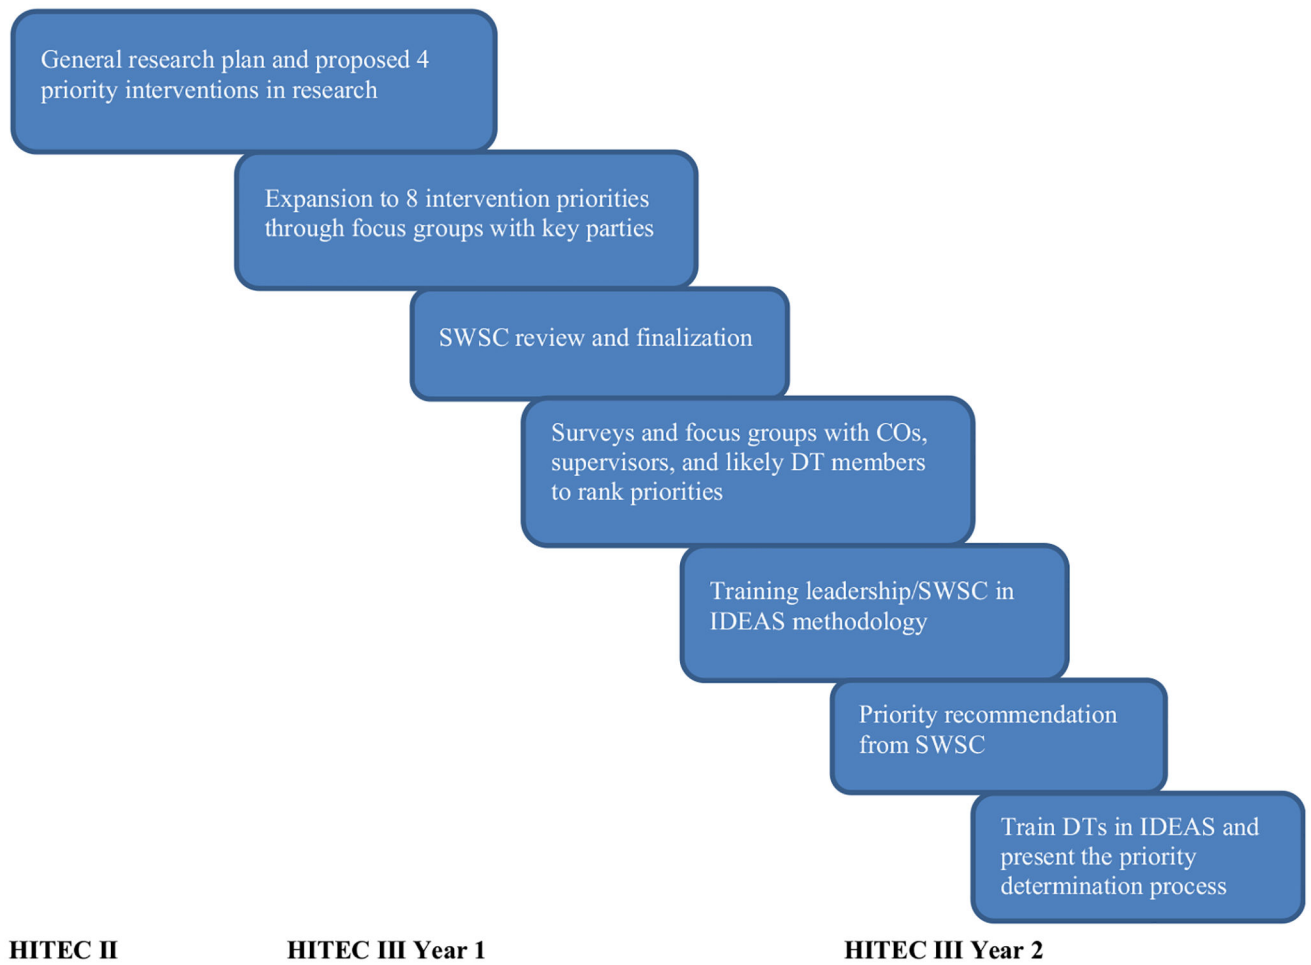 General research plan and proposed 4
priority interventions in research
Expansion to 8 intervention priorities
through focus groups with key parties
SWSC review and finalization
Surveys and focus groups with COs,
supervisors, and likely DT members
to rank priorities
Training leadership/SWSC in
IDEAS methodology
Priority recommendation
from SWSC
Train DTs in IDEAS and
present the priority
determination process
HITEC II
HITEC III Year 1
HITEC III Year 2